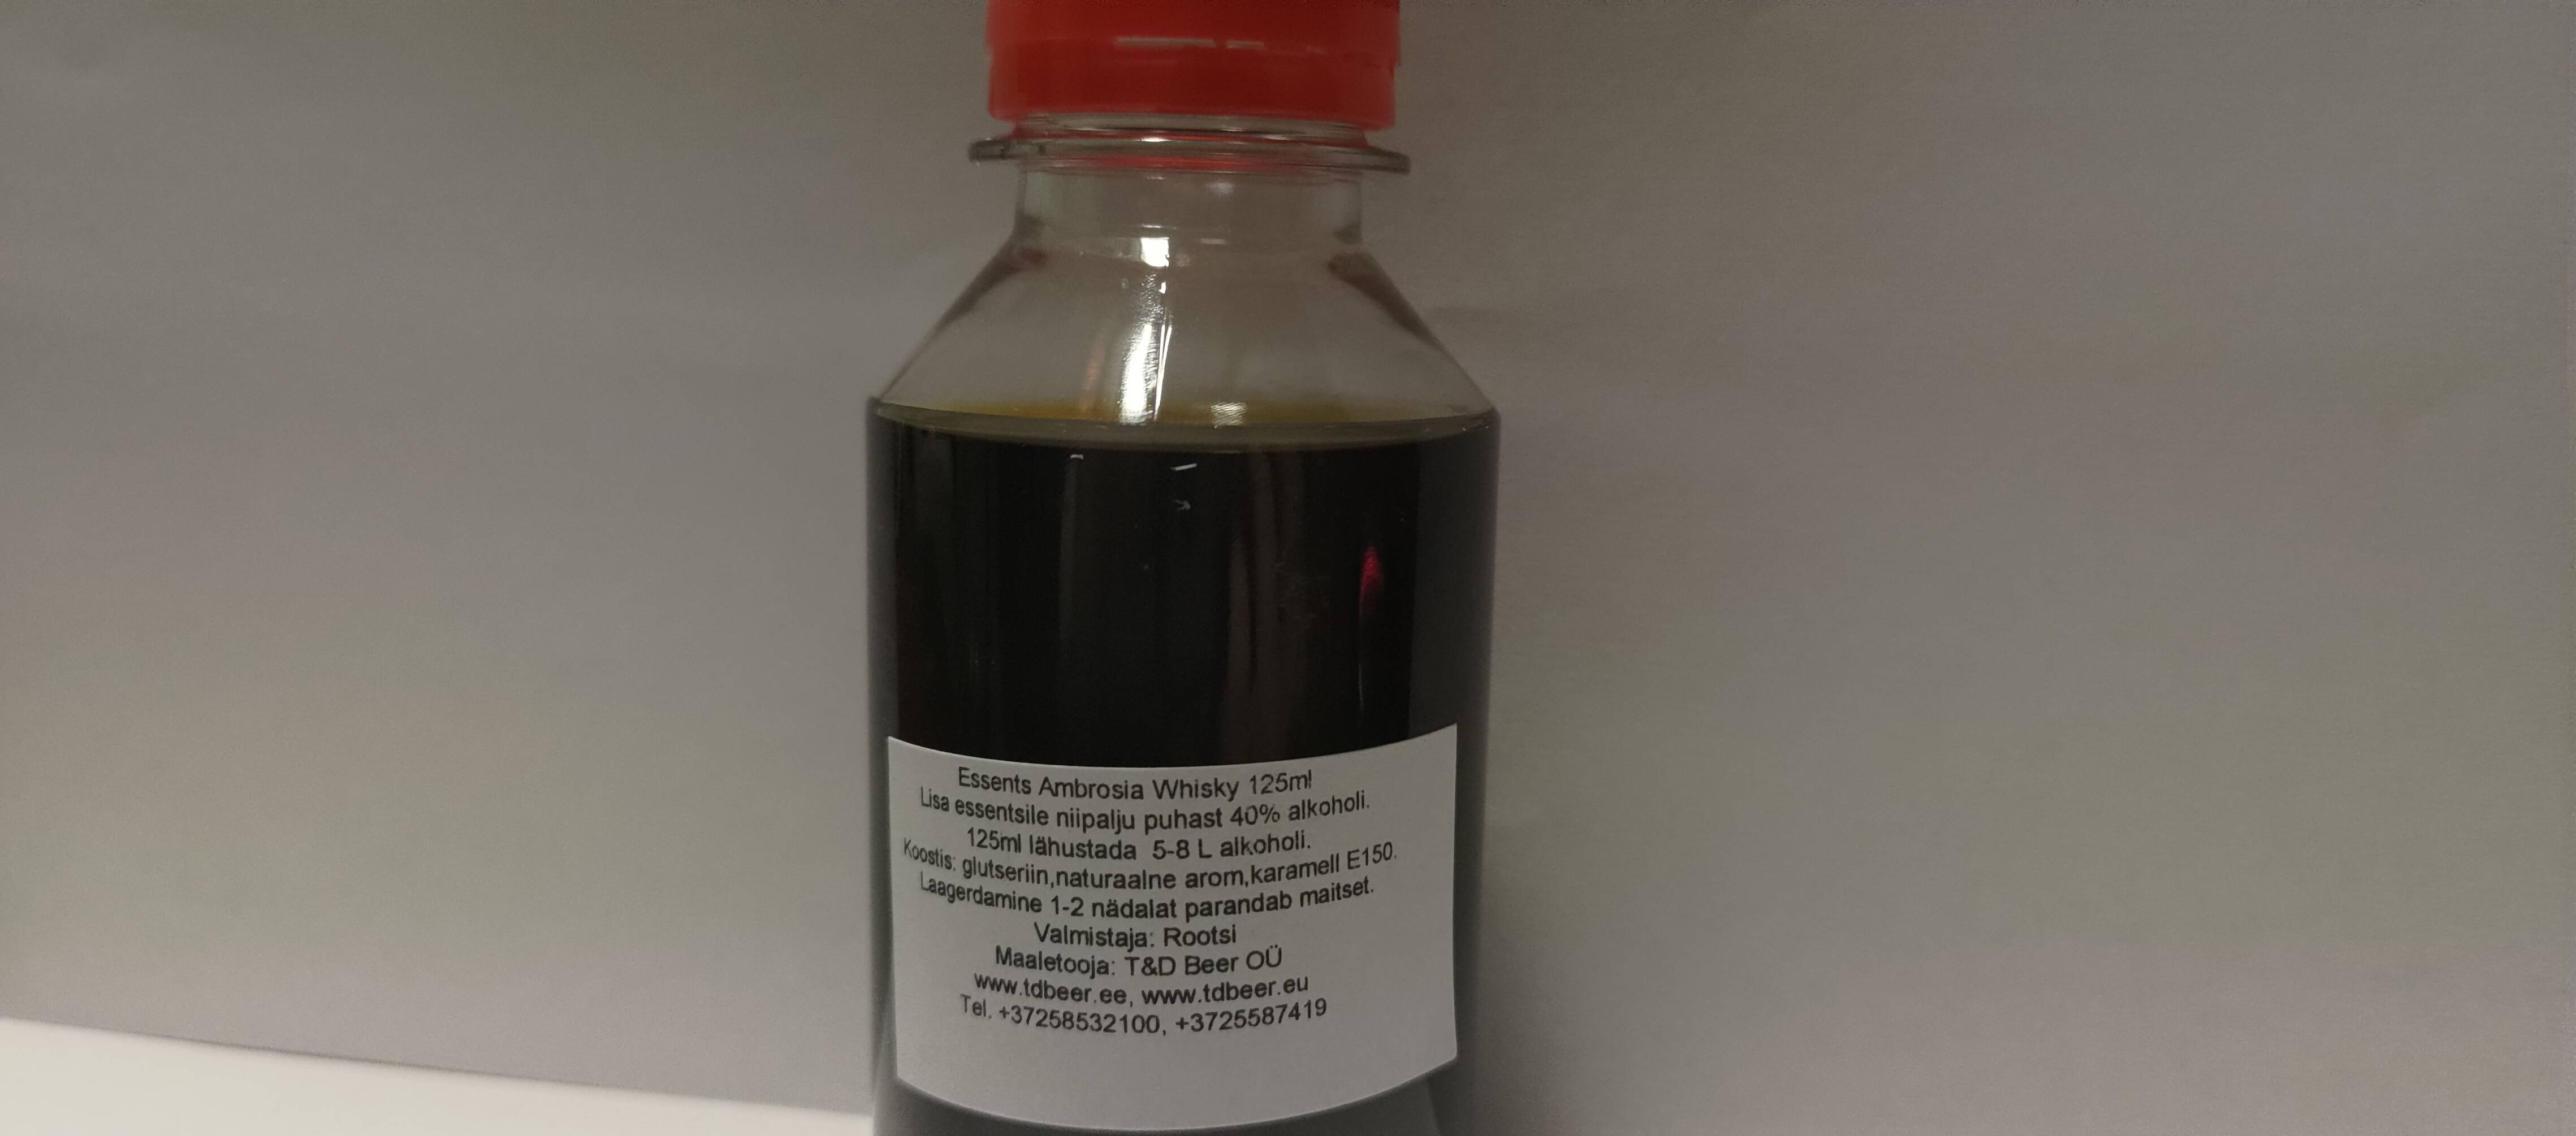 Essents Ambrosia Whisky 125ml
Lisa essentsile niipalju puhast 40% alkoholi.
125ml lähustada 5-8 L alkoholi.
Koostis: glutseriin,naturaalne arom,karamell E150.
Laagerdamine 1-2 nädalat parandab maitset.
Valmistaja: Rootsi
Maaletooja: T&D Beer OÜ
www.tdbeer.ee, www.tdbeer.eu
Tel. +37258532100, +3725587419